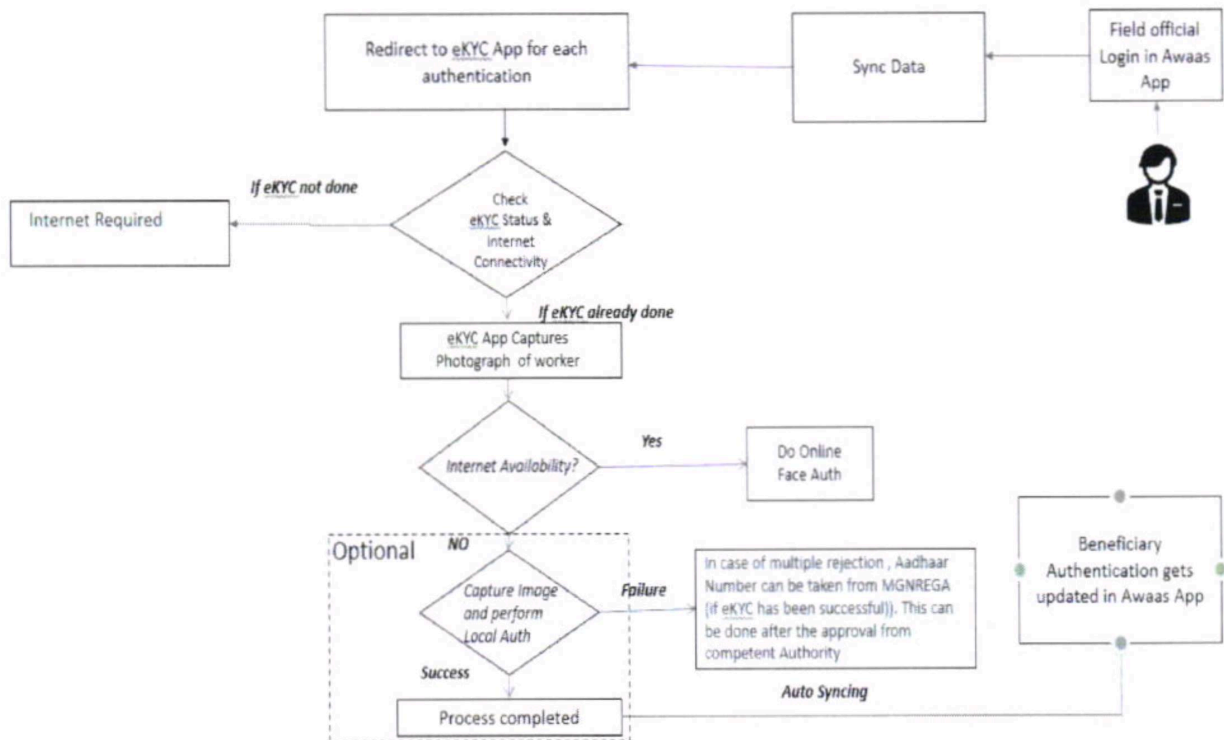 Field official
Login in Awaas
App
Sync Data
Redirect to eKYC App for each
authentication
Check
eKYC Status &
Internet
Connectivity
If eKYC not done
Internet Required
If eKYC already done
eKYC App Captures
Photograph of worker
Internet Availability?
Yes
Do Online
Face Auth
NO
Optional
Capture Image
and perform
Local Auth
Failure
In case of multiple rejection , Aadhaar
Number can be taken from MGNREGA
(if eKYC has been successful)). This can
be done after the approval from
competent Authority
Success
Process completed
Auto Syncing
Beneficiary
Authentication gets
updated in Awaas App